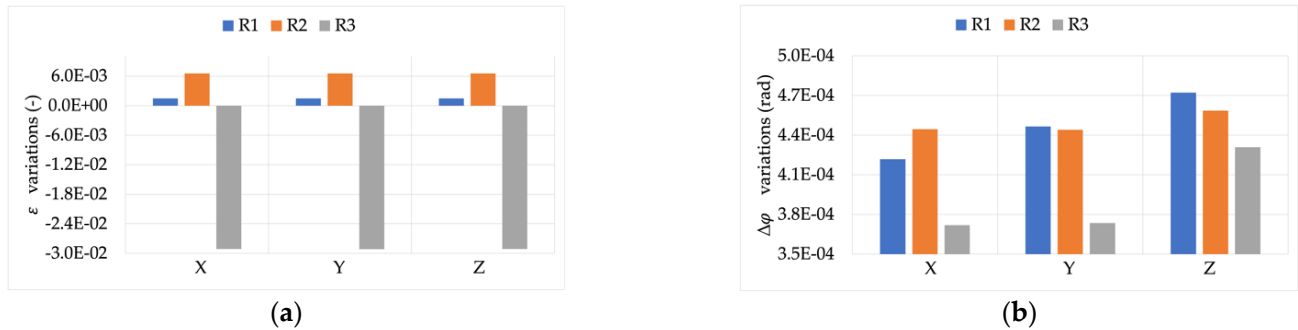 R1 R2 R3
6.0E-03
0.0E+00
-6.0E-03
-1.2E-02
-1.8E-02
-2.4E-02
-3.0E-02
ε variations (-)
X Y Z
(a)
R1 R2 R3
5.0E-04
4.7E-04
4.4E-04
4.1E-04
3.8E-04
3.5E-04
Δφ variations (rad)
X Y Z
(b)